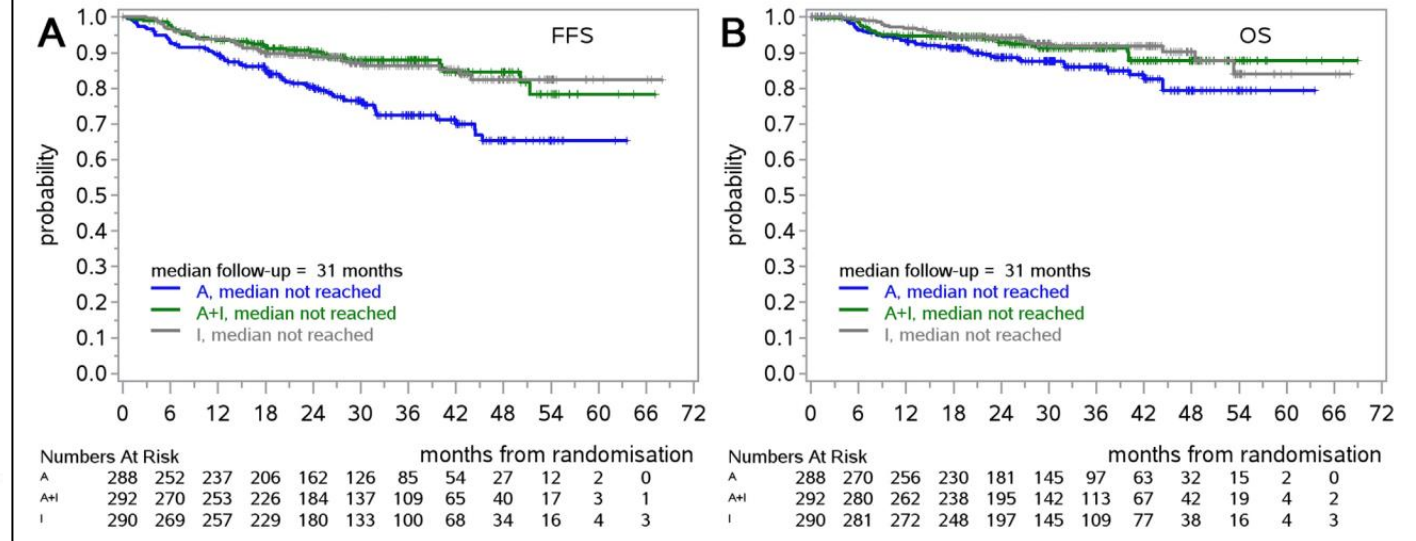 A
FFS
1.0
0.9
0.8
0.7
0.6
0.5
0.4
0.3
0.2
0.1
0.0
probability
median follow-up = 31 months
A, median not reached
A+I, median not reached
I, median not reached
0 6 12 18 24 30 36 42 48 54 60 66 72
Numbers At Risk months from randomisation
A 288 252 237 206 162 126 85 54 27 12 2 0
A+I 292 270 253 226 184 137 109 65 40 17 3 1
I 290 269 257 229 180 133 100 68 34 16 4 3
B
OS
1.0
0.9
0.8
0.7
0.6
0.5
0.4
0.3
0.2
0.1
0.0
probability
median follow-up = 31 months
A, median not reached
A+I, median not reached
I, median not reached
0 6 12 18 24 30 36 42 48 54 60 66 72
Numbers At Risk months from randomisation
A 288 270 256 230 181 145 97 63 32 15 2 0
A+I 292 280 262 238 195 142 113 67 42 19 4 2
I 290 281 272 248 197 145 109 77 38 16 4 3